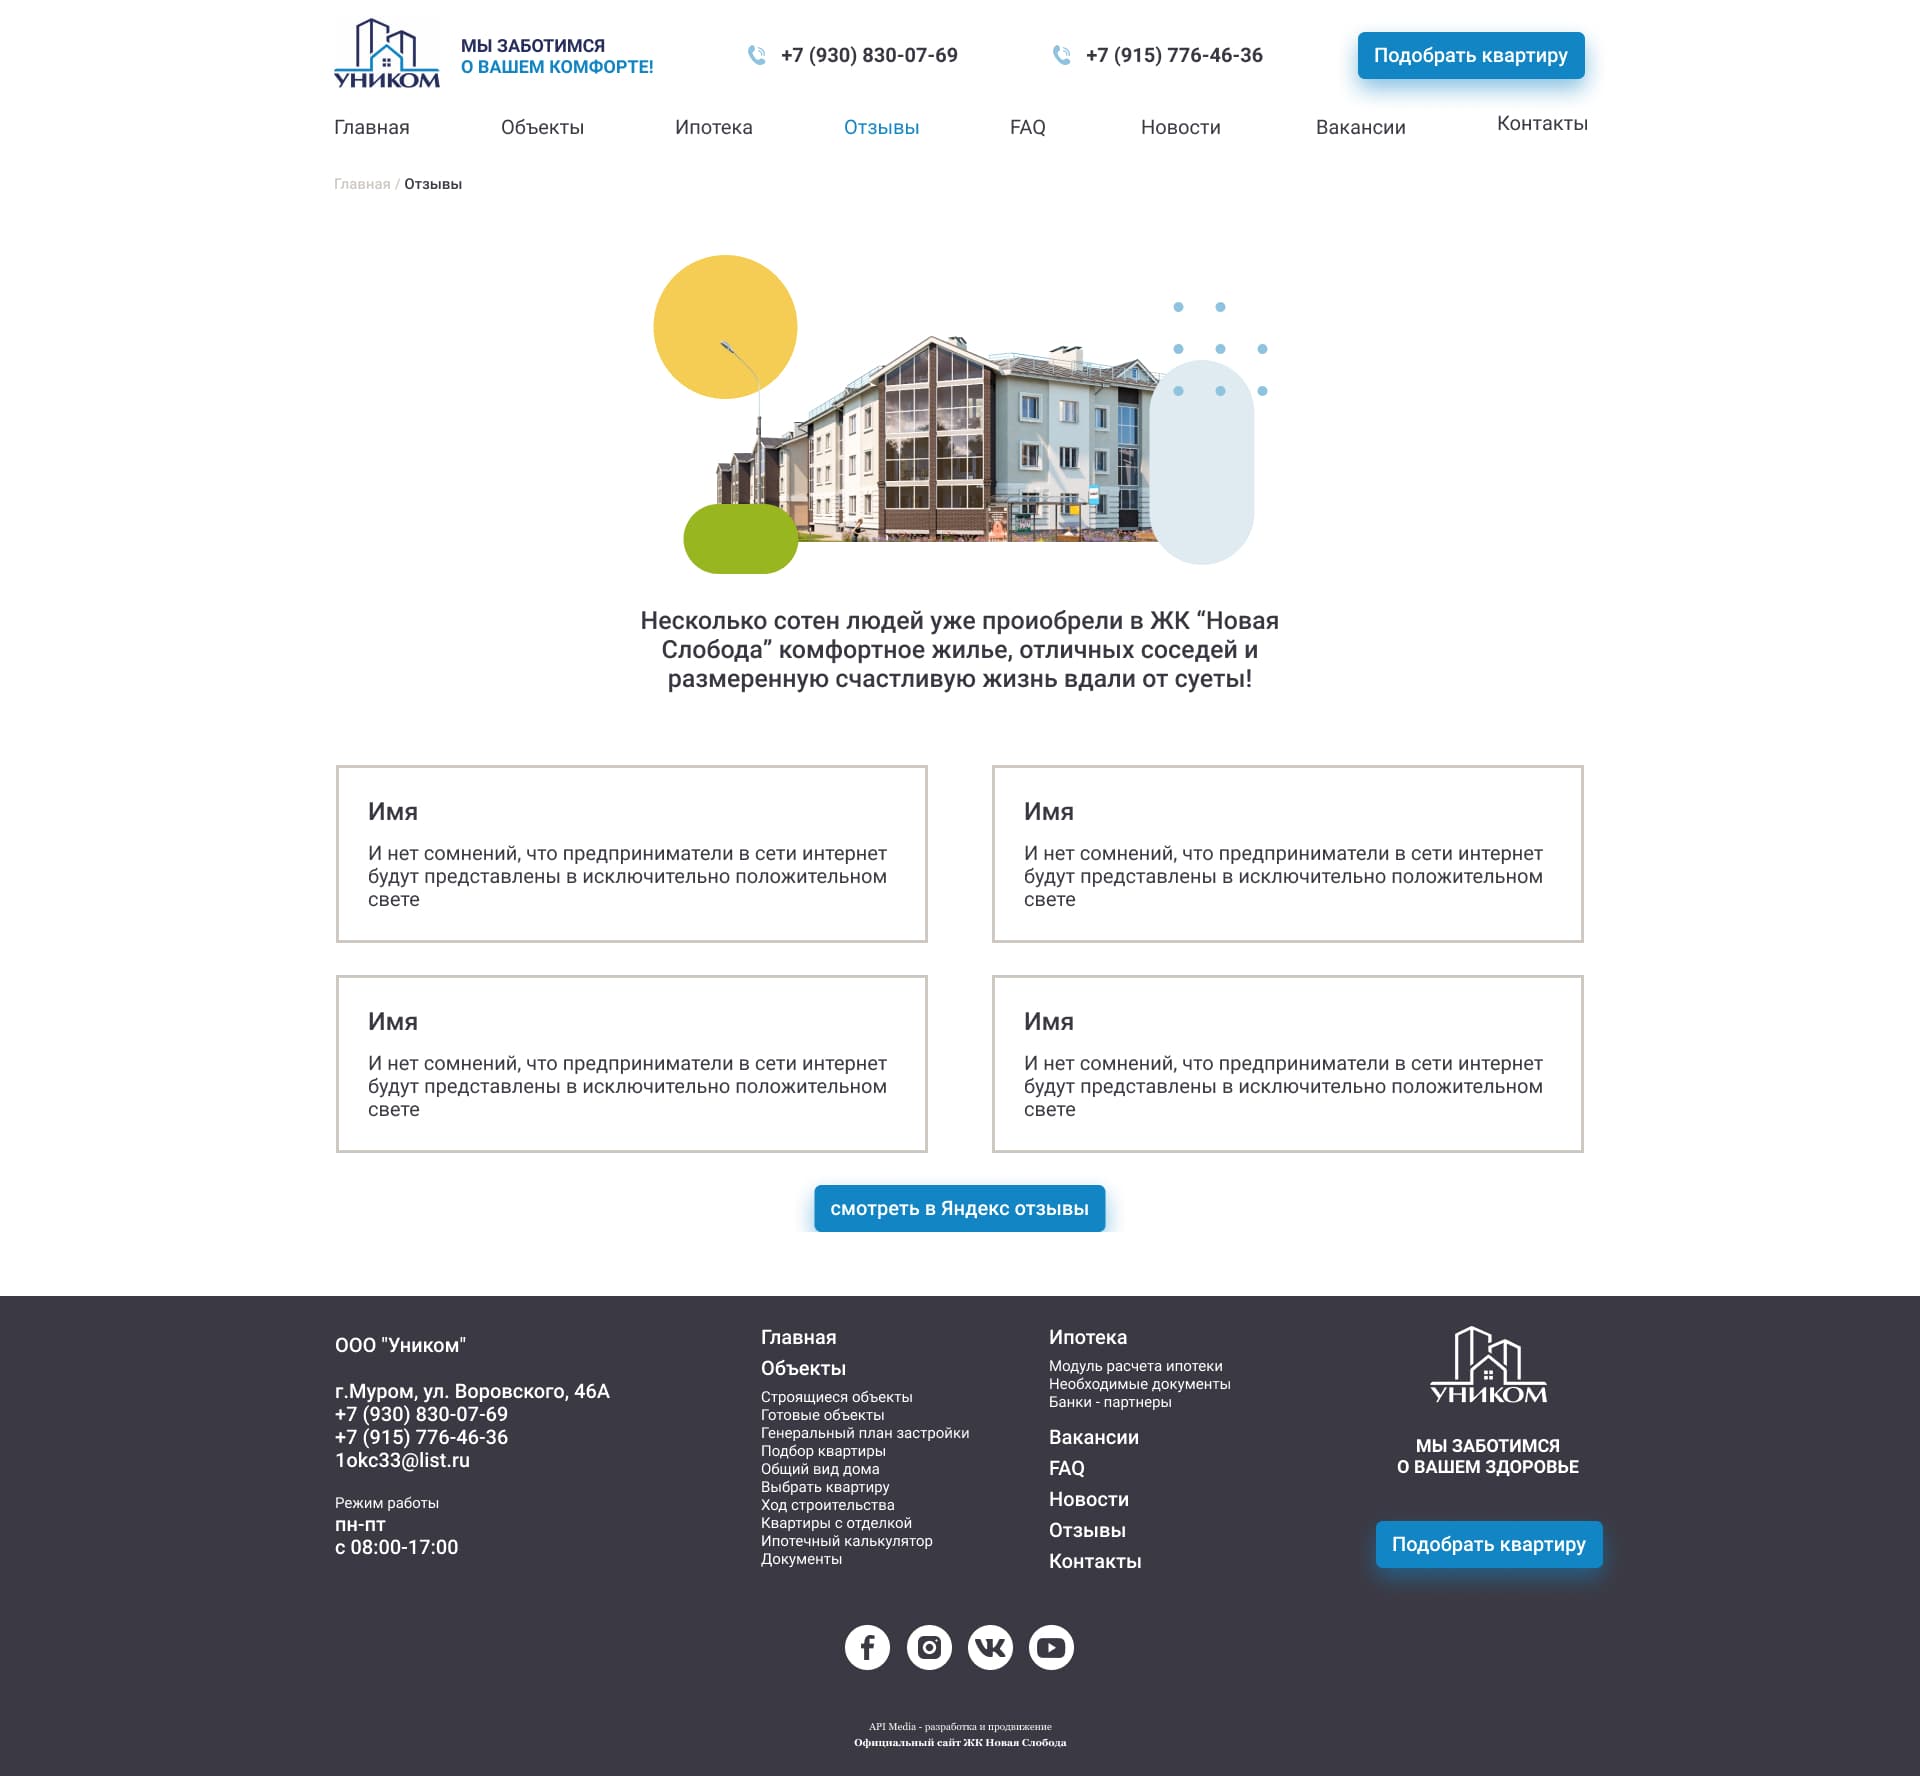 УНИКОМ
МЫ ЗАБОТИМСЯ
О ВАШЕМ КОМФОРТЕ!
+7 (930) 830-07-69
+7 (915) 776-46-36
Подобрать квартиру
Главная
Объекты
Ипотека
Отзывы
FAQ
Новости
Вакансии
Контакты
Главная / Отзывы
Несколько сотен людей уже проиобрели в ЖК “Новая
Слобода” комфортное жилье, отличных соседей и
размеренную счастливую жизнь вдали от суеты!
Имя
И нет сомнений, что предприниматели в сети интернет
будут представлены в исключительно положительном
свете
Имя
И нет сомнений, что предприниматели в сети интернет
будут представлены в исключительно положительном
свете
Имя
И нет сомнений, что предприниматели в сети интернет
будут представлены в исключительно положительном
свете
Имя
И нет сомнений, что предприниматели в сети интернет
будут представлены в исключительно положительном
свете
смотреть в Яндекс отзывы
ООО "Уником"
г.Муром, ул. Воровского, 46А
+7 (930) 830-07-69
+7 (915) 776-46-36
1okc33@list.ru
Режим работы
пн-пт
с 08:00-17:00
Главная
Объекты
Строящиеся объекты
Готовые объекты
Генеральный план застройки
Подбор квартиры
Общий вид дома
Выбрать квартиру
Ход строительства
Квартиры с отделкой
Ипотечный калькулятор
Документы
Ипотека
Модуль расчета ипотеки
Необходимые документы
Банки - партнеры
Вакансии
FAQ
Новости
Отзывы
Контакты
УНИКОМ
МЫ ЗАБОТИМСЯ
О ВАШЕМ ЗДОРОВЬЕ
Подобрать квартиру
API Media - разработка и продвижение
Официальный сайт ЖК Новая Слобода